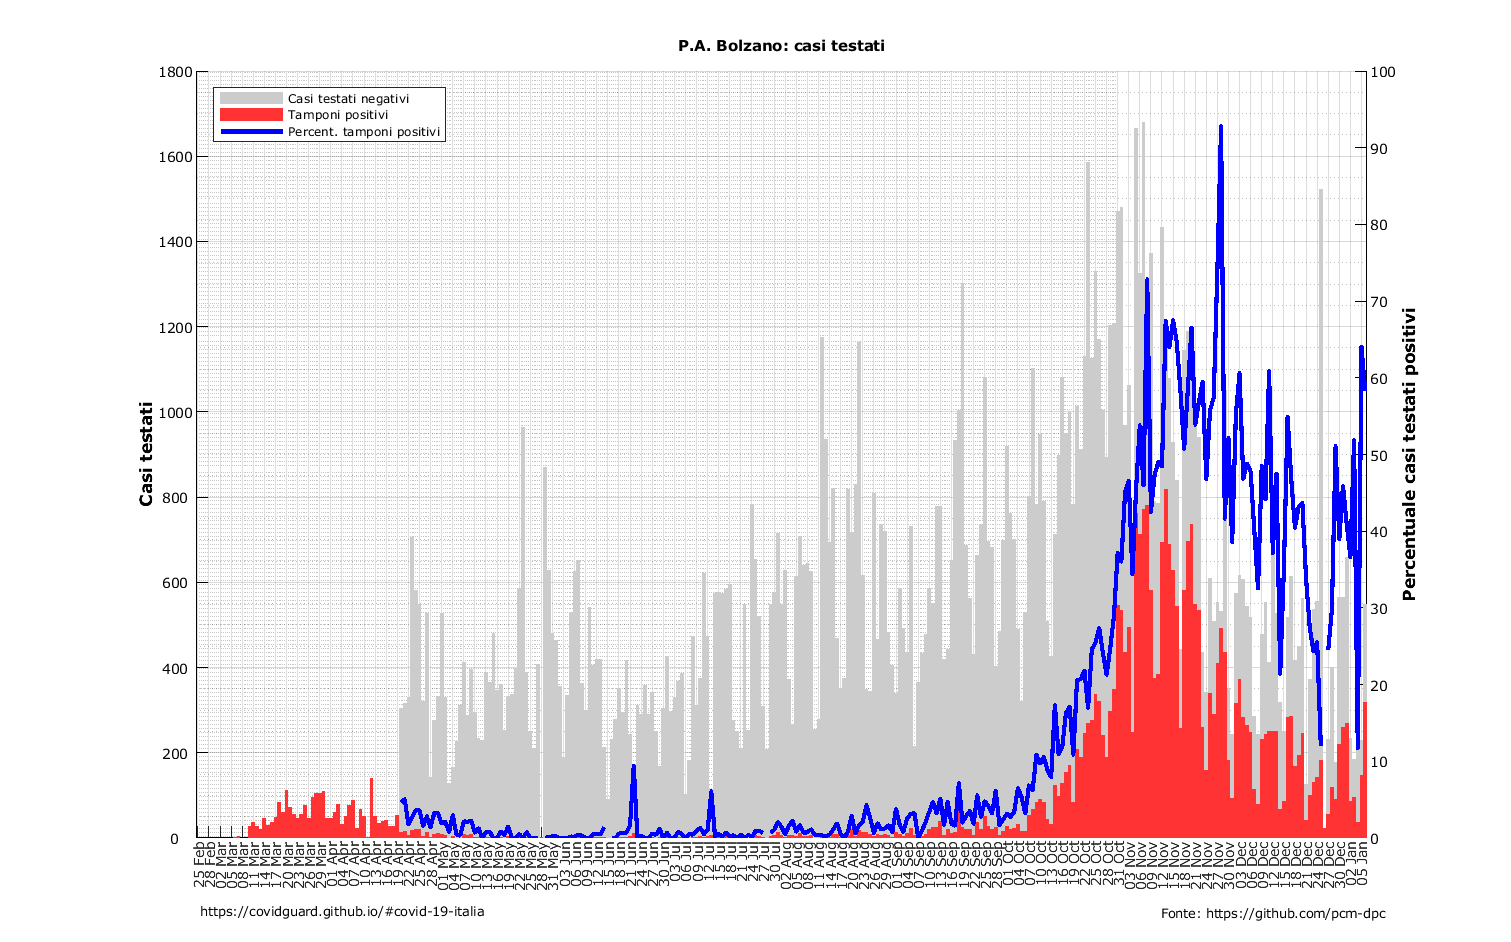 P.A. Bolzano: casi testati
Casi testati negativi
Tamponi positivi
Percent. tamponi positivi
Casi testati
1800
1600
1400
1200
1000
800
600
400
200
0
100
90
80
70
60
50
40
30
20
10
0
Percentuale casi testati positivi
25 Feb
28 Feb
02 Mar
05 Mar
08 Mar
11 Mar
14 Mar
17 Mar
20 Mar
23 Mar
26 Mar
29 Mar
01 Apr
04 Apr
07 Apr
10 Apr
13 Apr
16 Apr
19 Apr
22 Apr
25 Apr
28 Apr
01 May
04 May
07 May
10 May
13 May
16 May
19 May
22 May
25 May
28 May
31 May
03 Jun
06 Jun
09 Jun
12 Jun
15 Jun
18 Jun
21 Jun
24 Jun
27 Jun
30 Jun
03 Jul
06 Jul
09 Jul
12 Jul
15 Jul
18 Jul
21 Jul
24 Jul
27 Jul
30 Jul
02 Aug
05 Aug
08 Aug
11 Aug
14 Aug
17 Aug
20 Aug
23 Aug
26 Aug
29 Aug
01 Sep
04 Sep
07 Sep
10 Sep
13 Sep
16 Sep
19 Sep
22 Sep
25 Sep
28 Sep
01 Oct
04 Oct
07 Oct
10 Oct
13 Oct
16 Oct
19 Oct
22 Oct
25 Oct
28 Oct
31 Oct
03 Nov
06 Nov
09 Nov
12 Nov
15 Nov
18 Nov
21 Nov
24 Nov
27 Nov
30 Nov
03 Dec
06 Dec
09 Dec
12 Dec
15 Dec
18 Dec
21 Dec
24 Dec
27 Dec
30 Dec
02 Jan
05 Jan
https://covidguard.github.io/#covid-19-italia
Fonte: https://github.com/pcm-dpc